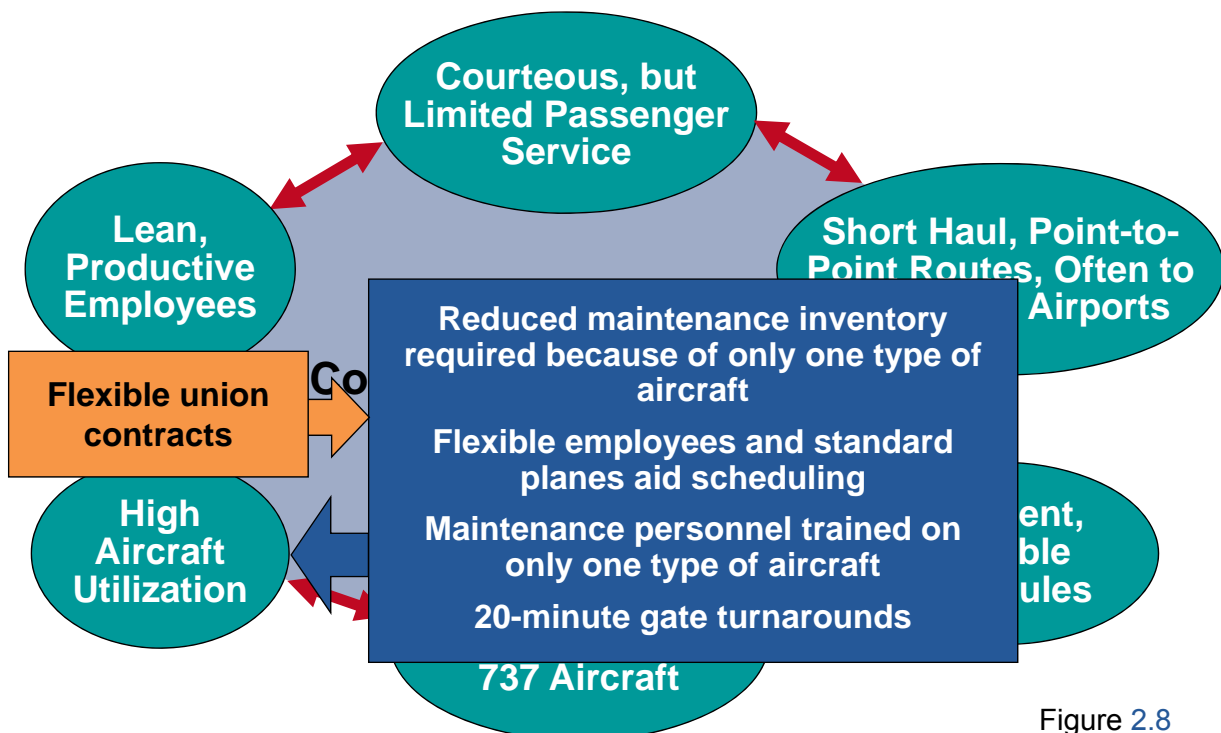 Courteous, but
Limited Passenger
Service
Lean,
Productive
Employees
Short Haul, Point-to-
Point Routes, Often to
Airports
Reduced maintenance inventory
required because of only one type of
aircraft
Flexible employees and standard
planes aid scheduling
Maintenance personnel trained on
only one type of aircraft
20-minute gate turnarounds
Flexible union
contracts
High
Aircraft
Utilization
737 Aircraft
Figure 2.8